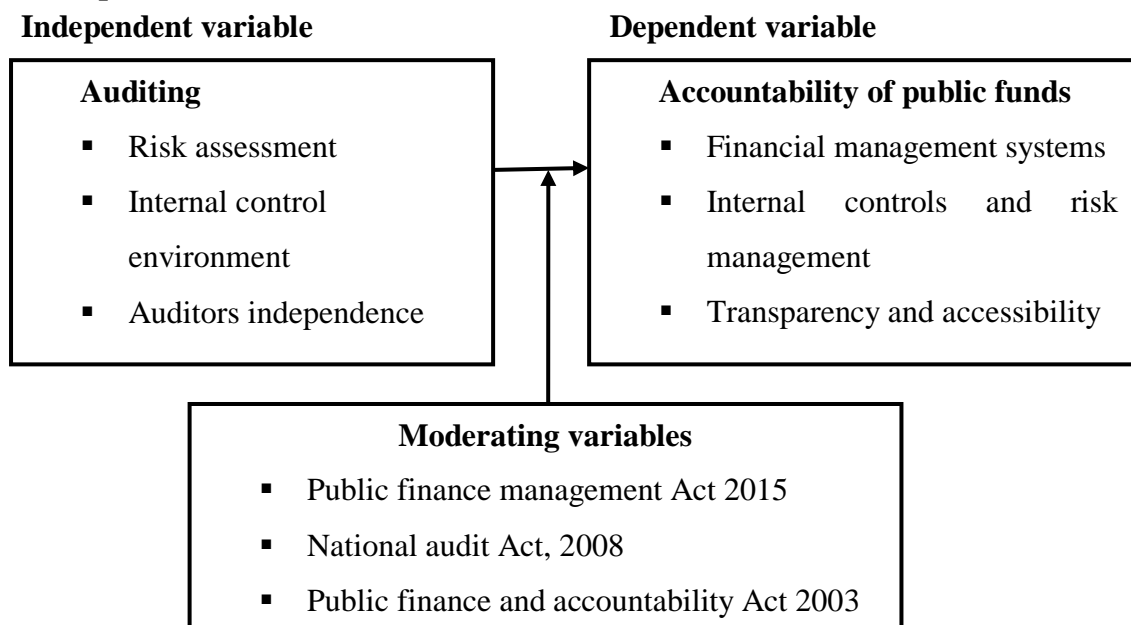 Independent variable
Dependent variable
Auditing
▪ Risk assessment
▪ Internal control
environment
▪ Auditors independence
Accountability of public funds
▪ Financial management systems
▪ Internal controls and risk
management
▪ Transparency and accessibility
Moderating variables
▪ Public finance management Act 2015
▪ National audit Act, 2008
▪ Public finance and accountability Act 2003